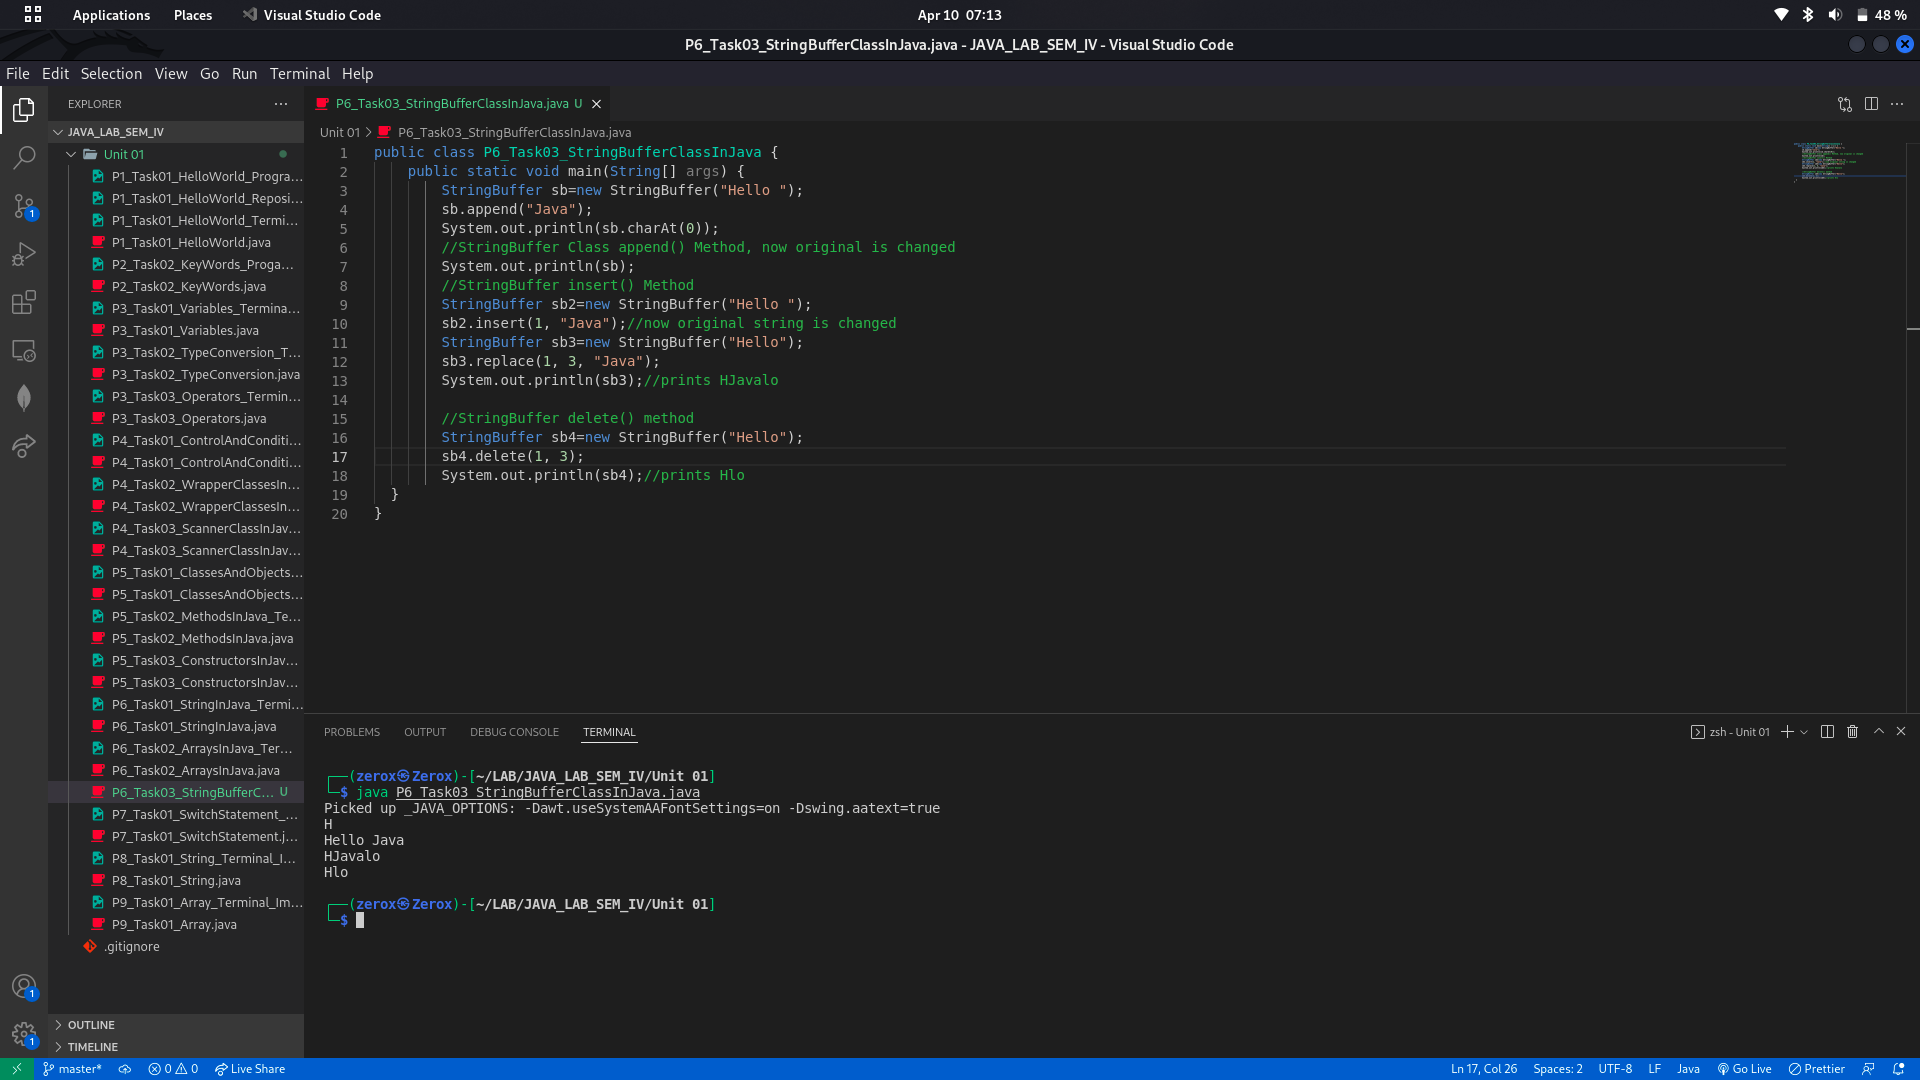 Applications Places Visual Studio Code Apr 10 07:13 48 %
P6_Task03_StringBufferClassInJava.java - JAVA_LAB_SEM_IV - Visual Studio Code
File Edit Selection View Go Run Terminal Help
EXPLORER ···
JAVA_LAB_SEM_IV
Unit 01
P1_Task01_HelloWorld_Progra...
P1_Task01_HelloWorld_Reposi...
P1_Task01_HelloWorld_Termi...
P1_Task01_HelloWorld.java
P2_Task02_KeyWords_Proga...
P2_Task02_KeyWords.java
P3_Task01_Variables_Termina...
P3_Task01_Variables.java
P3_Task02_TypeConversion_T...
P3_Task02_TypeConversion.java
P3_Task03_Operators_Termin...
P3_Task03_Operators.java
P4_Task01_ControlAndConditi...
P4_Task01_ControlAndConditi...
P4_Task02_WrapperClassesIn...
P4_Task02_WrapperClassesIn...
P4_Task03_ScannerClassInJav...
P4_Task03_ScannerClassInJav...
P5_Task01_ClassesAndObjects...
P5_Task01_ClassesAndObjects...
P5_Task02_MethodsInJava_Te...
P5_Task02_MethodsInJava.java
P5_Task03_ConstructorsInJav...
P5_Task03_ConstructorsInJav...
P6_Task01_StringInJava_Termi...
P6_Task01_StringInJava.java
P6_Task02_ArraysInJava_Ter...
P6_Task02_ArraysInJava.java
P6_Task03_StringBufferC... U
P7_Task01_SwitchStatement_...
P7_Task01_SwitchStatement.j...
P8_Task01_String_Terminal_I...
P8_Task01_String.java
P9_Task01_Array_Terminal_Im...
P9_Task01_Array.java
.gitignore
OUTLINE
TIMELINE
1
1
1
P6_Task03_StringBufferClassInJava.java U
Unit 01 > P6_Task03_StringBufferClassInJava.java
1 public class P6_Task03_StringBufferClassInJava {
2 public static void main(String[] args) {
3 StringBuffer sb=new StringBuffer("Hello ");
4 sb.append("Java");
5 System.out.println(sb.charAt(0));
6 //StringBuffer Class append() Method, now original is changed
7 System.out.println(sb);
8 //StringBuffer insert() Method
9 StringBuffer sb2=new StringBuffer("Hello ");
10 sb2.insert(1, "Java");//now original string is changed
11 StringBuffer sb3=new StringBuffer("Hello");
12 sb3.replace(1, 3, "Java");
13 System.out.println(sb3);//prints HJavalo
14
15 //StringBuffer delete() method
16 StringBuffer sb4=new StringBuffer("Hello");
17 sb4.delete(1, 3);
18 System.out.println(sb4);//prints Hlo
19 }
20 }
PROBLEMS OUTPUT DEBUG CONSOLE TERMINAL zsh - Unit 01
┌──(zerox㉿Zerox)-[~/LAB/JAVA_LAB_SEM_IV/Unit 01]
└─$ java P6_Task03_StringBufferClassInJava.java
Picked up _JAVA_OPTIONS: -Dawt.useSystemAAFontSettings=on -Dswing.aatext=true
H
Hello Java
HJavalo
Hlo
┌──(zerox㉿Zerox)-[~/LAB/JAVA_LAB_SEM_IV/Unit 01]
└─$
master* 0 0 Live Share Ln 17, Col 26 Spaces: 2 UTF-8 LF Java Go Live Prettier